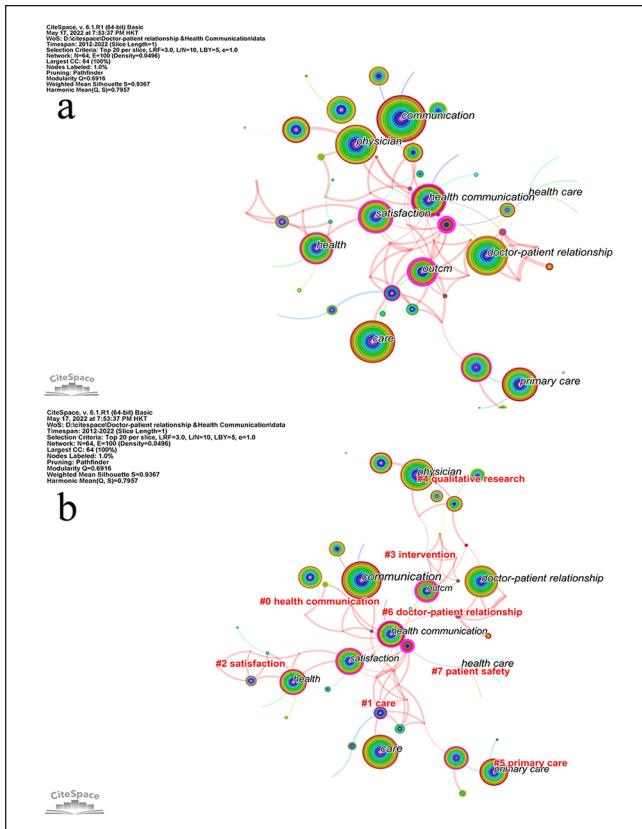 CiteSpace, v. 6.1.R1 (64-bit) Basic
May 17, 2022 at 7:53:37 PM HKT
WoS: D:\citespace\Doctor-patient relationship &Health Communication\data
Timespan: 2012-2022 (Slice Length=1)
Selection Criteria: Top 20 per slice, LRF=3.0, L/N=10, LBY=5, e=1.0
Network: N=64, E=100 (Density=0.0496)
Largest CC: 64 (100%)
Nodes Labeled: 1.0%
Pruning: Pathfinder
Modularity Q=0.6916
Weighted Mean Silhouette S=0.9367
Harmonic Mean(Q, S)=0.7957
a
communication
physician
health care
health communication
satisfaction
health
doctor-patient relationship
outcm
care
primary care
CiteSpace
CiteSpace, v. 6.1.R1 (64-bit) Basic
May 17, 2022 at 7:53:37 PM HKT
WoS: D:\citespace\Doctor-patient relationship &Health Communication\data
Timespan: 2012-2022 (Slice Length=1)
Selection Criteria: Top 20 per slice, LRF=3.0, L/N=10, LBY=5, e=1.0
Network: N=64, E=100 (Density=0.0496)
Largest CC: 64 (100%)
Nodes Labeled: 1.0%
Pruning: Pathfinder
Modularity Q=0.6916
Weighted Mean Silhouette S=0.9367
Harmonic Mean(Q, S)=0.7957
b
physician
#4 qualitative research
#3 intervention
communication
doctor-patient relationship
outcm
#0 health communication
#6 doctor-patient relationship
health communication
satisfaction
#2 satisfaction
health care
#7 patient safety
health
#1 care
care
#5 primary care
primary care
CiteSpace